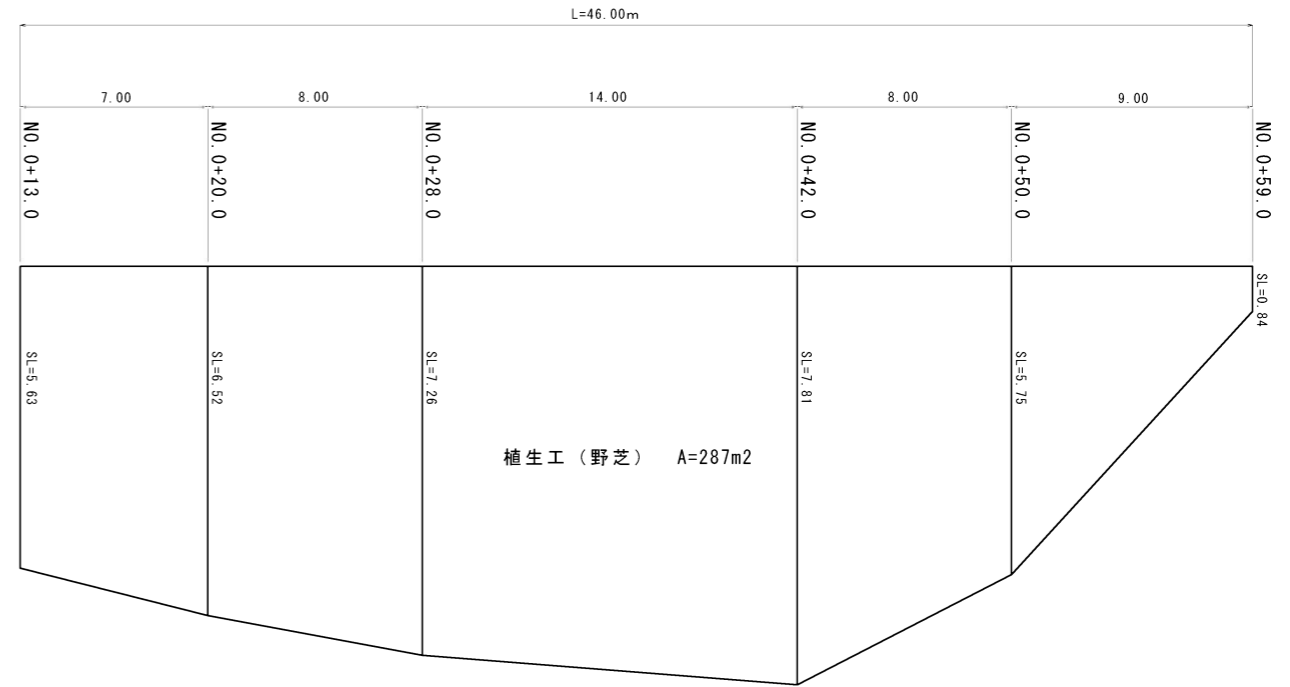 L=46.00m
7.00
8.00
14.00
8.00
9.00
NO.0+13.0
NO.0+20.0
NO.0+28.0
NO.0+42.0
NO.0+50.0
NO.0+59.0
SL=0.84
SL=5.63
SL=6.52
SL=7.26
SL=7.81
SL=5.75
植生工（野芝） A=287m2